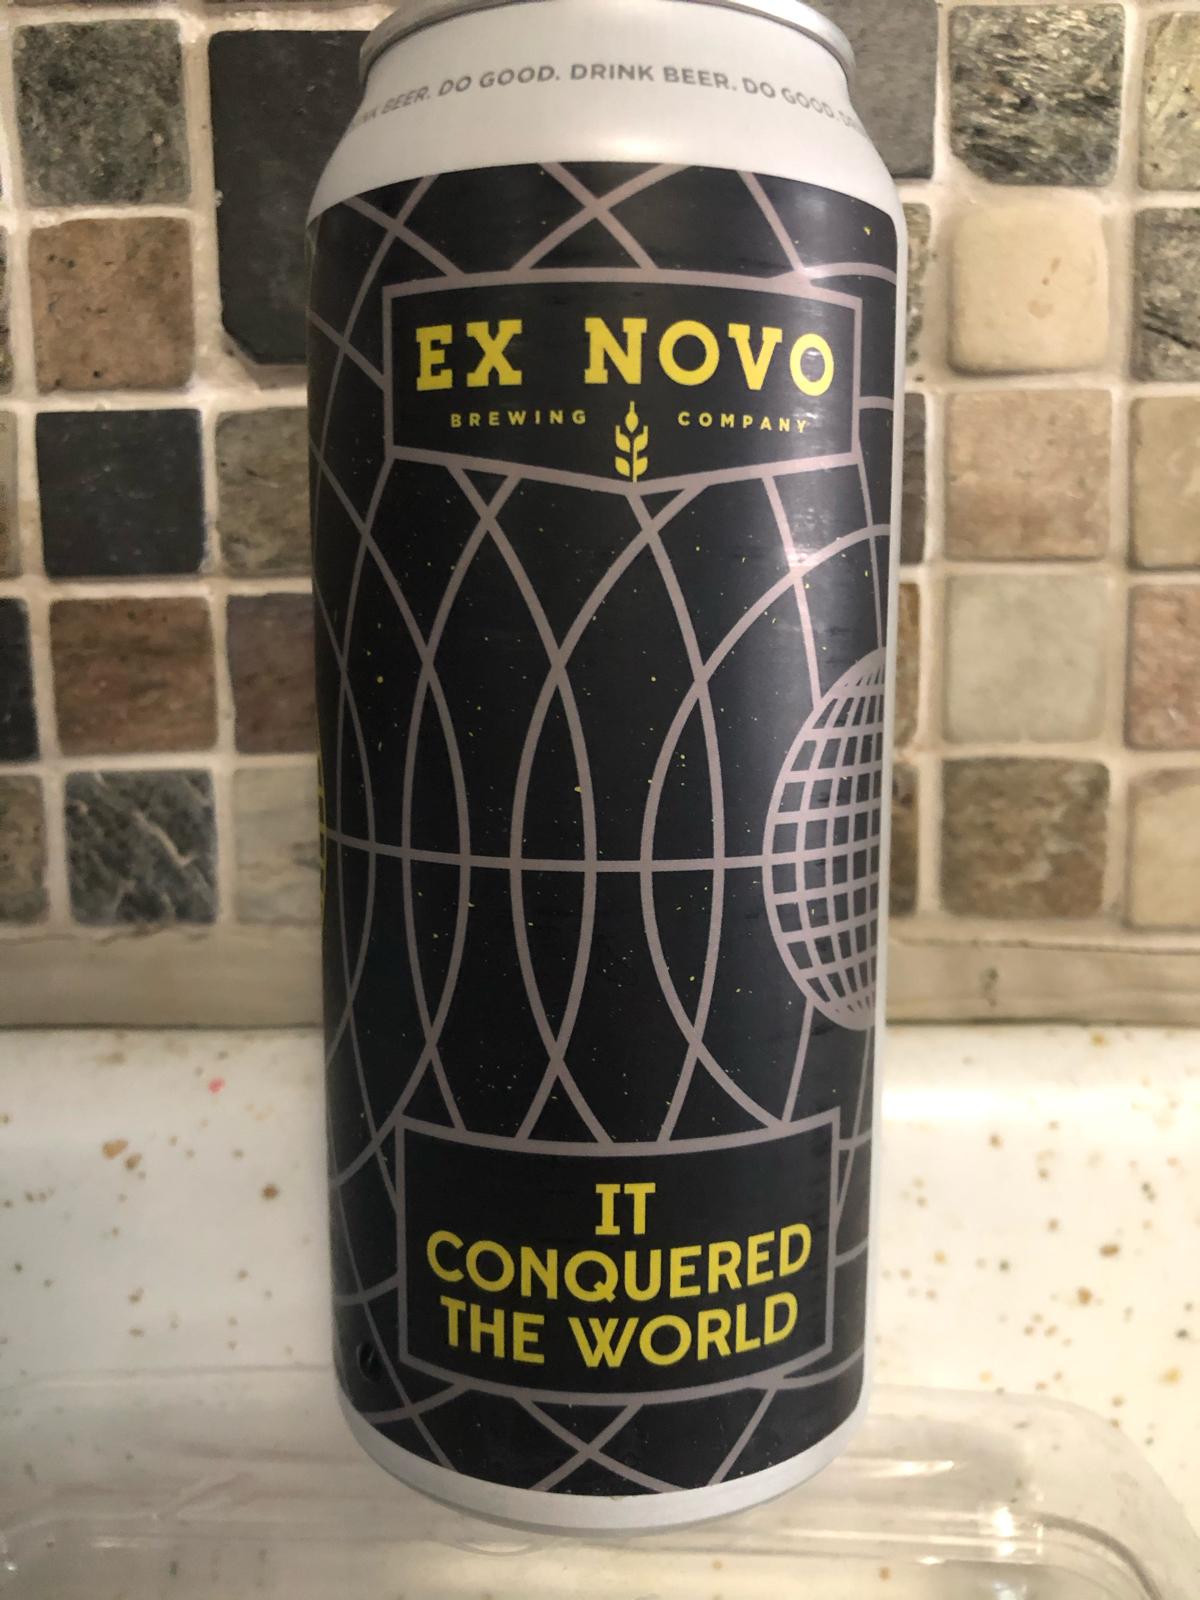 BEER. DO GOOD. DRINK BEER. DO GOOD.
EX NOVO
BREWING COMPANY
IT
CONQUERED
THE WORLD